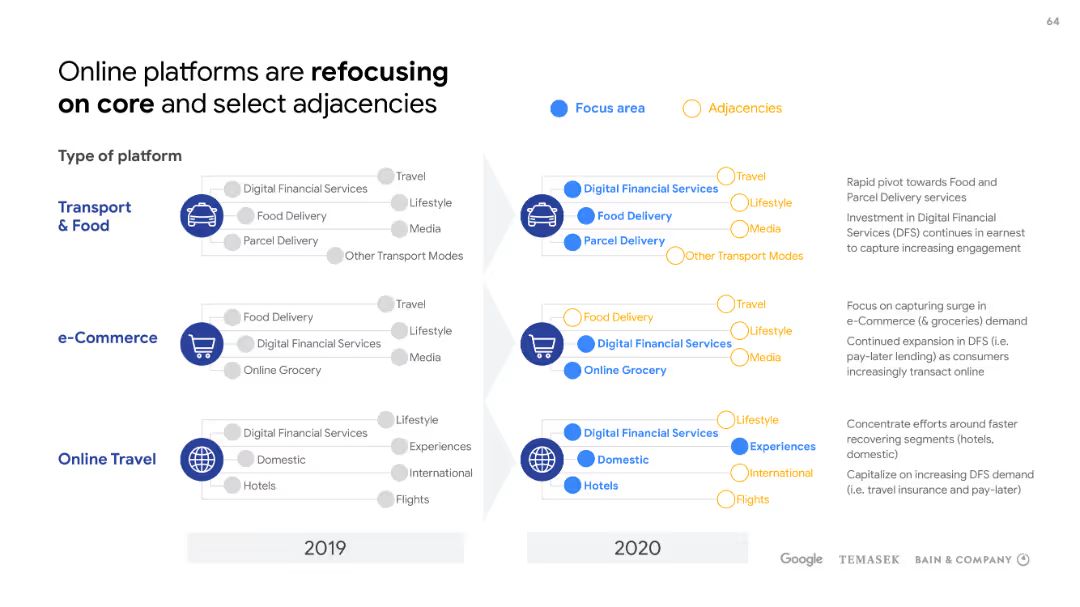 64
Online platforms are refocusing
on core and select adjacencies
Focus area
Adjacencies
Type of platform
Transport
& Food
Travel
Digital Financial Services
Lifestyle
Food Delivery
Media
Parcel Delivery
Other Transport Modes
Travel
Digital Financial Services
Lifestyle
Food Delivery
Media
Parcel Delivery
Other Transport Modes
Rapid pivot towards Food and
Parcel Delivery services
Investment in Digital Financial
Services (DFS) continues in earnest
to capture increasing engagement
e-Commerce
Travel
Food Delivery
Lifestyle
Digital Financial Services
Media
Online Grocery
Travel
Food Delivery
Lifestyle
Digital Financial Services
Media
Online Grocery
Focus on capturing surge in
e-Commerce (& groceries) demand
Continued expansion in DFS (i.e.
pay-later lending) as consumers
increasingly transact online
Online Travel
Lifestyle
Digital Financial Services
Experiences
Domestic
International
Hotels
Flights
Lifestyle
Digital Financial Services
Experiences
Domestic
International
Hotels
Flights
Concentrate efforts around faster
recovering segments (hotels,
domestic)
Capitalize on increasing DFS demand
(i.e. travel insurance and pay-later)
2019
2020
Google TEMASEK BAIN & COMPANY